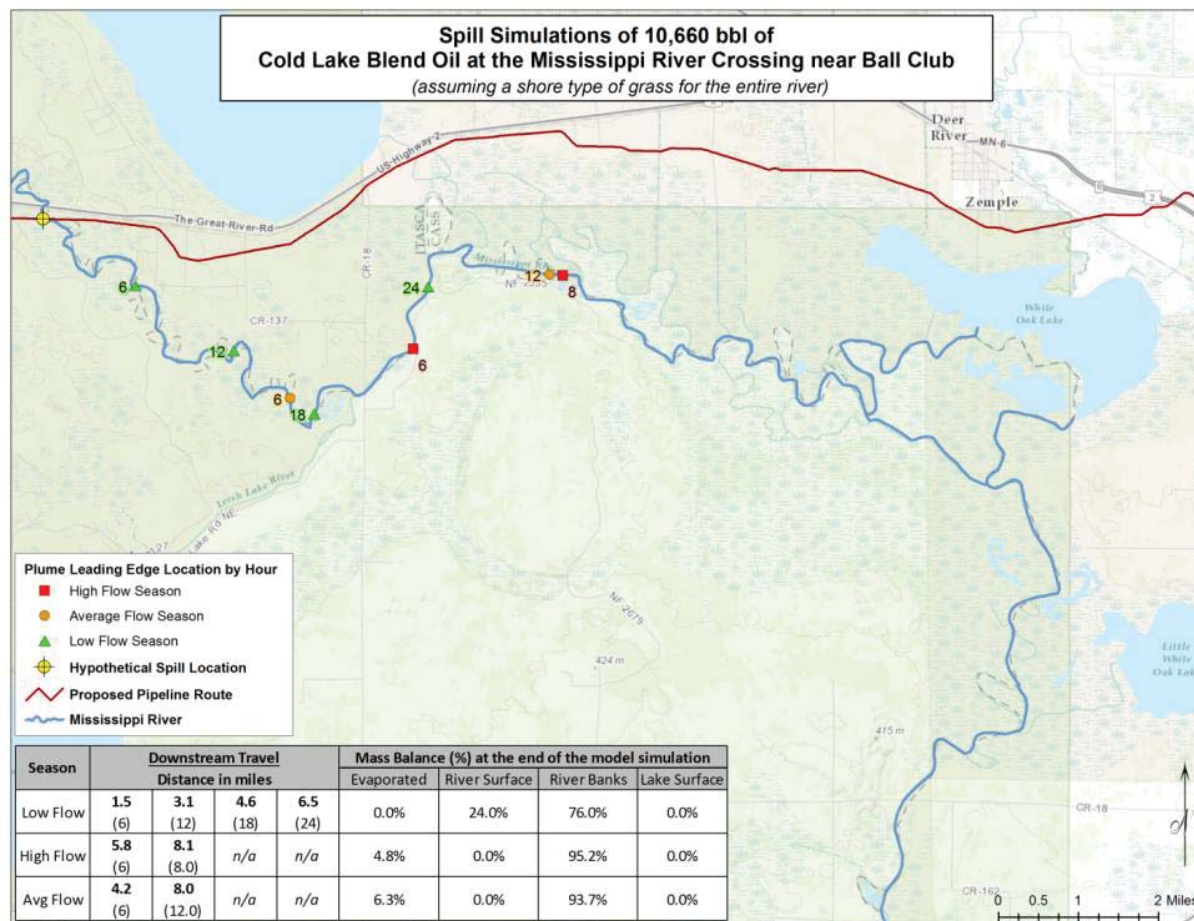 Spill Simulations of 10,660 bbl of
Cold Lake Blend Oil at the Mississippi River Crossing near Ball Club
(assuming a shore type of grass for the entire river)
Deer
River
MN-6
6
2
US-Highway-2
Zemple
The-Great-River-Rd
CR-18
ITASCA
CASS
6
24
12
8
White
Oak Lake
CR-137
12
6
6
18
Leech Lake River
Lake Rd NE
NF-2679
424 m
Little
White
Oak Lake
415 m
CR-18
CR-162
N
0 0.5 1 2 Miles
Plume Leading Edge Location by Hour
High Flow Season
Average Flow Season
Low Flow Season
Hypothetical Spill Location
Proposed Pipeline Route
Mississippi River
Season Downstream Travel Mass Balance (%) at the end of the model simulation
Distance in miles Evaporated River Surface River Banks Lake Surface
Low Flow 1.5 3.1 4.6 6.5 0.0% 24.0% 76.0% 0.0%
(6) (12) (18) (24)
High Flow 5.8 8.1 n/a n/a 4.8% 0.0% 95.2% 0.0%
(6) (8.0)
Avg Flow 4.2 8.0 n/a n/a 6.3% 0.0% 93.7% 0.0%
(6) (12.0)